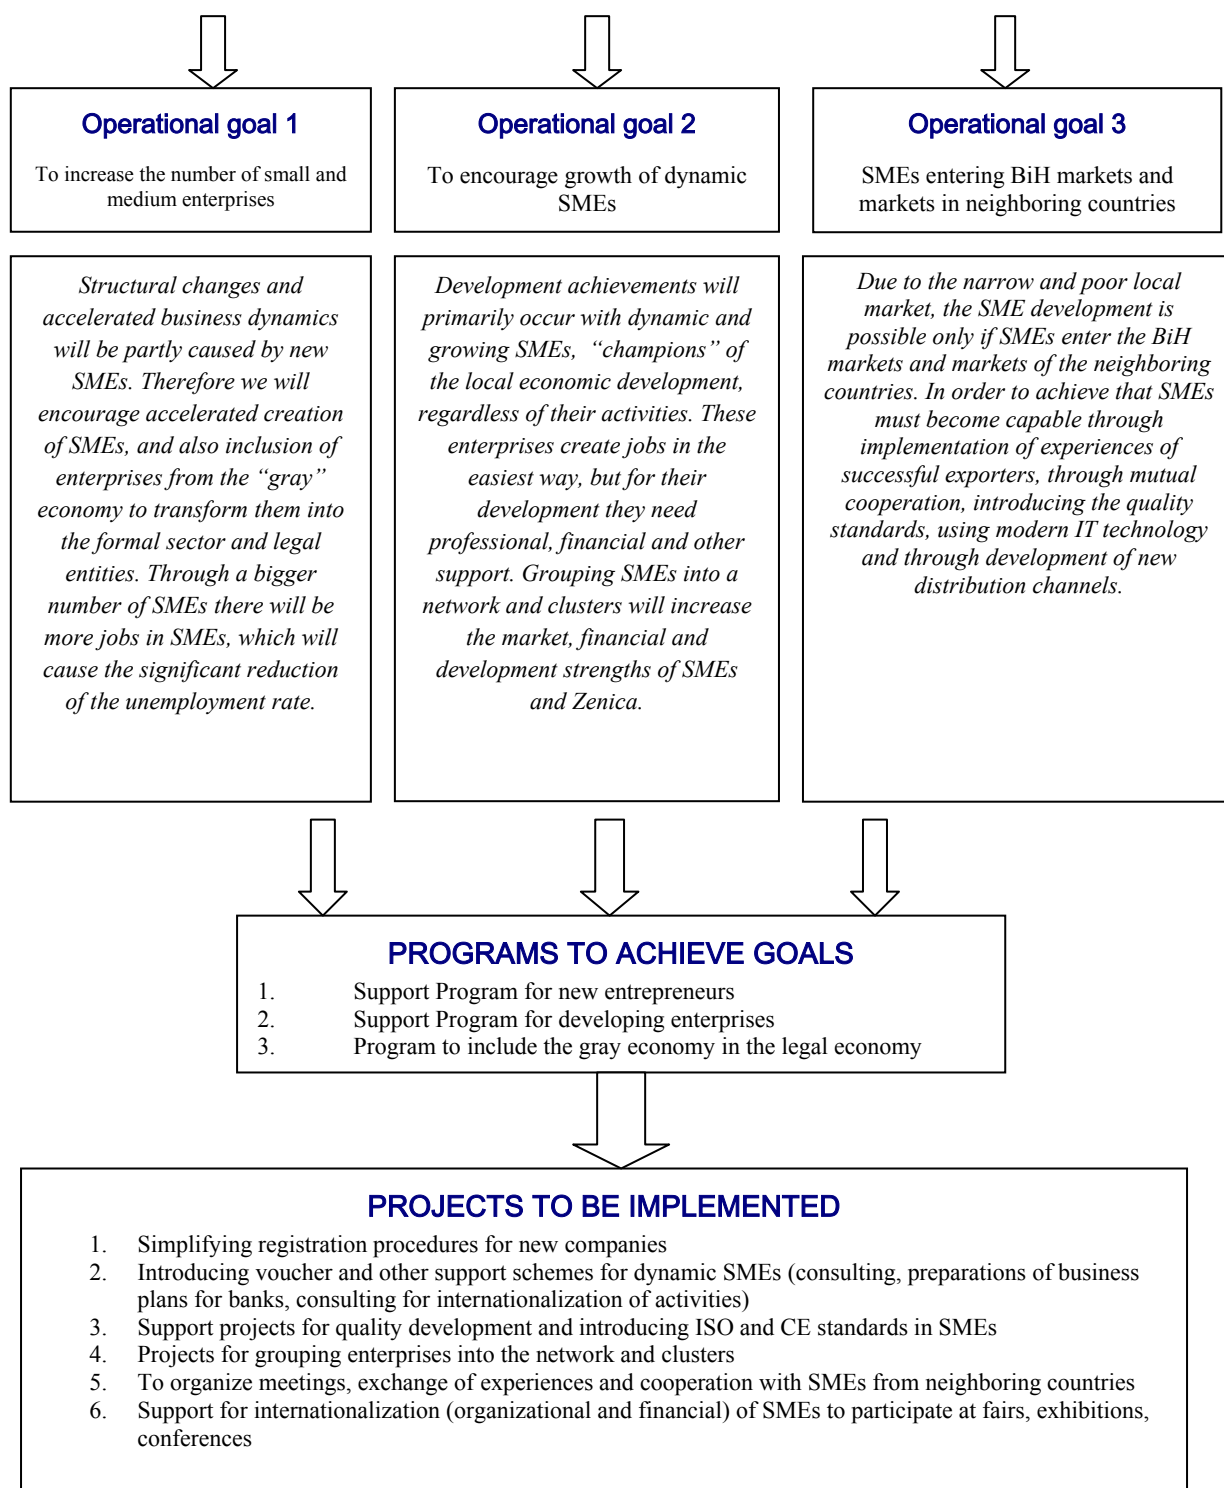 Operational goal 1
To increase the number of small and
medium enterprises
Operational goal 2
To encourage growth of dynamic
SMEs
Operational goal 3
SMEs entering BiH markets and
markets in neighboring countries
Structural changes and
accelerated business dynamics
will be partly caused by new
SMEs. Therefore we will
encourage accelerated creation
of SMEs, and also inclusion of
enterprises from the “gray”
economy to transform them into
the formal sector and legal
entities. Through a bigger
number of SMEs there will be
more jobs in SMEs, which will
cause the significant reduction
of the unemployment rate.
Development achievements will
primarily occur with dynamic and
growing SMEs, “champions” of
the local economic development,
regardless of their activities. These
enterprises create jobs in the
easiest way, but for their
development they need
professional, financial and other
support. Grouping SMEs into a
network and clusters will increase
the market, financial and
development strengths of SMEs
and Zenica.
Due to the narrow and poor local
market, the SME development is
possible only if SMEs enter the BiH
markets and markets of the neighboring
countries. In order to achieve that SMEs
must become capable through
implementation of experiences of
successful exporters, through mutual
cooperation, introducing the quality
standards, using modern IT technology
and through development of new
distribution channels.
PROGRAMS TO ACHIEVE GOALS
1. Support Program for new entrepreneurs
2. Support Program for developing enterprises
3. Program to include the gray economy in the legal economy
PROJECTS TO BE IMPLEMENTED
1. Simplifying registration procedures for new companies
2. Introducing voucher and other support schemes for dynamic SMEs (consulting, preparations of business
plans for banks, consulting for internationalization of activities)
3. Support projects for quality development and introducing ISO and CE standards in SMEs
4. Projects for grouping enterprises into the network and clusters
5. To organize meetings, exchange of experiences and cooperation with SMEs from neighboring countries
6. Support for internationalization (organizational and financial) of SMEs to participate at fairs, exhibitions,
conferences